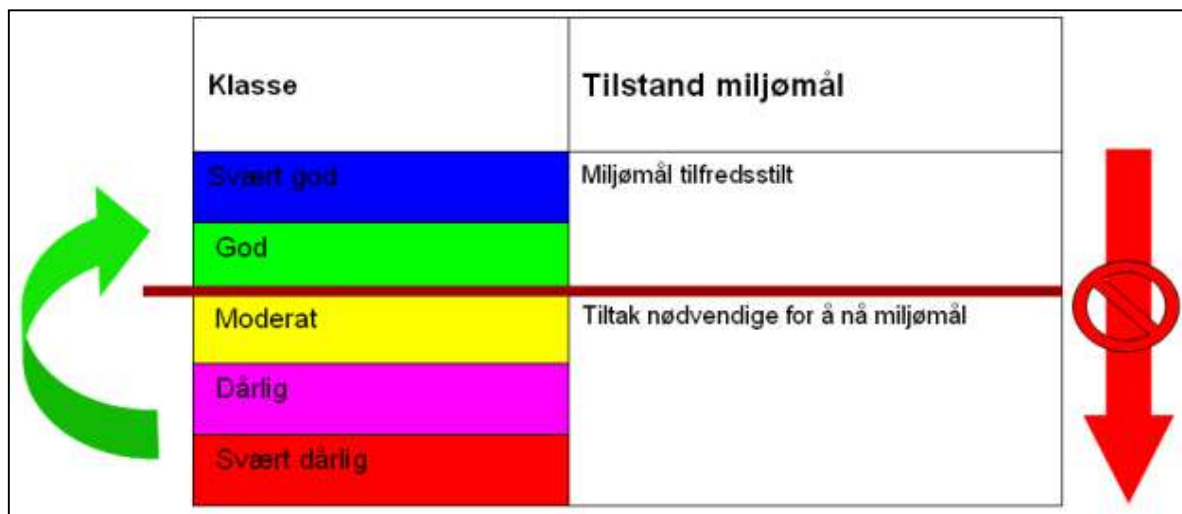 Klasse
Tilstand miljømål
Svært god
Miljømål tilfredsstilt
God
Moderat
Tiltak nødvendige for å nå miljømål
Dårlig
Svært dårlig